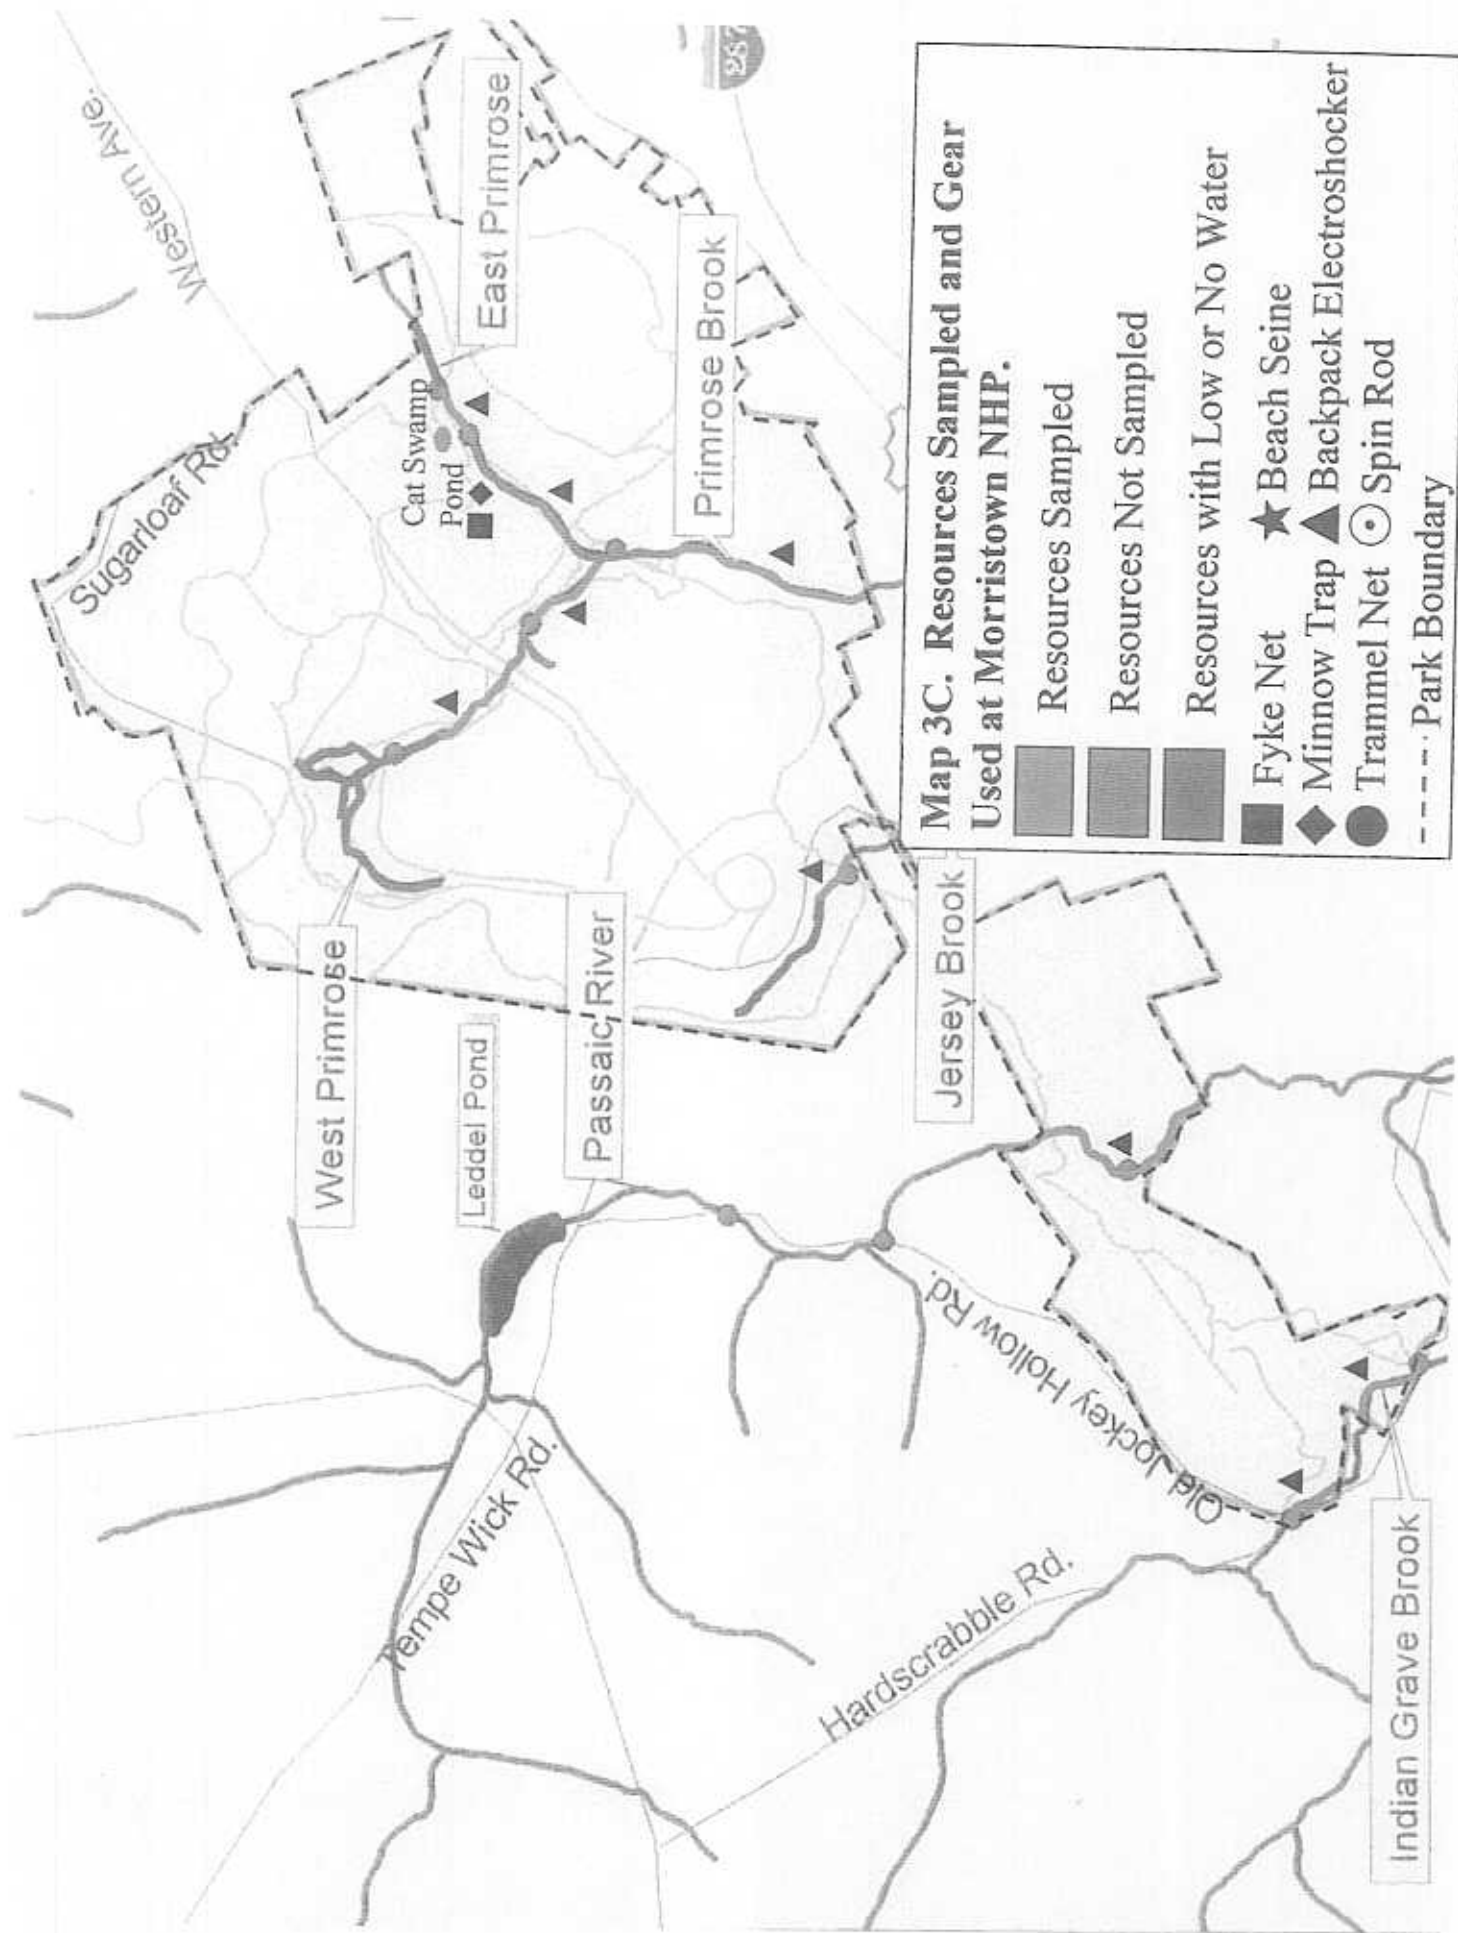 Western Ave.
Sugarloaf Rd.
287
East Primrose
Cat Swamp
Pond
Primrose Brook
West Primrose
Leddel Pond
Passaic River
Jersey Brook
Tempe Wick Rd.
Old Jockey Hollow Rd.
Hardscrabble Rd.
Indian Grave Brook
Map 3C. Resources Sampled and Gear
Used at Morristown NHP.
Resources Sampled
Resources Not Sampled
Resources with Low or No Water
Fyke Net Beach Seine
Minnow Trap Backpack Electroshocker
Trammel Net Spin Rod
Park Boundary